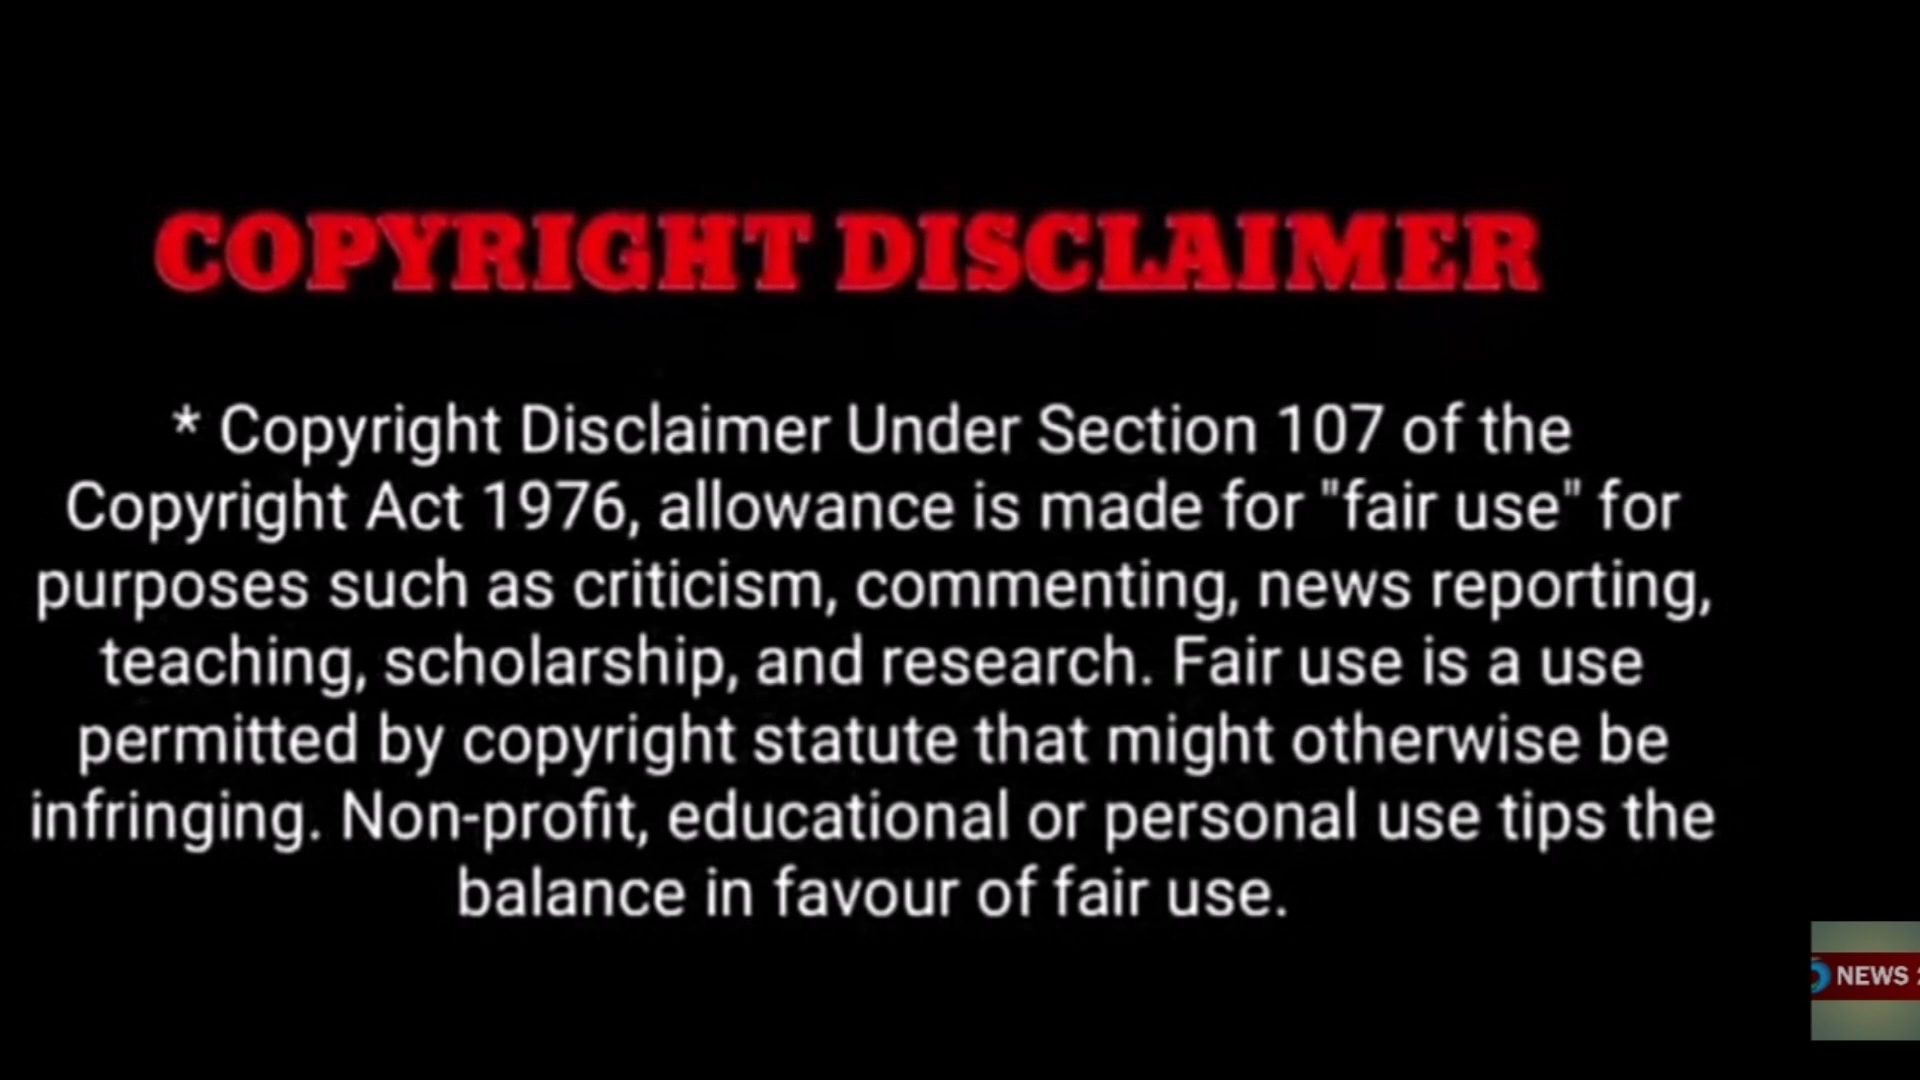 COPYRIGHT DISCLAIMER
* Copyright Disclaimer Under Section 107 of the
Copyright Act 1976, allowance is made for "fair use" for
purposes such as criticism, commenting, news reporting,
teaching, scholarship, and research. Fair use is a use
permitted by copyright statute that might otherwise be
infringing. Non-profit, educational or personal use tips the
balance in favour of fair use.
NEWS